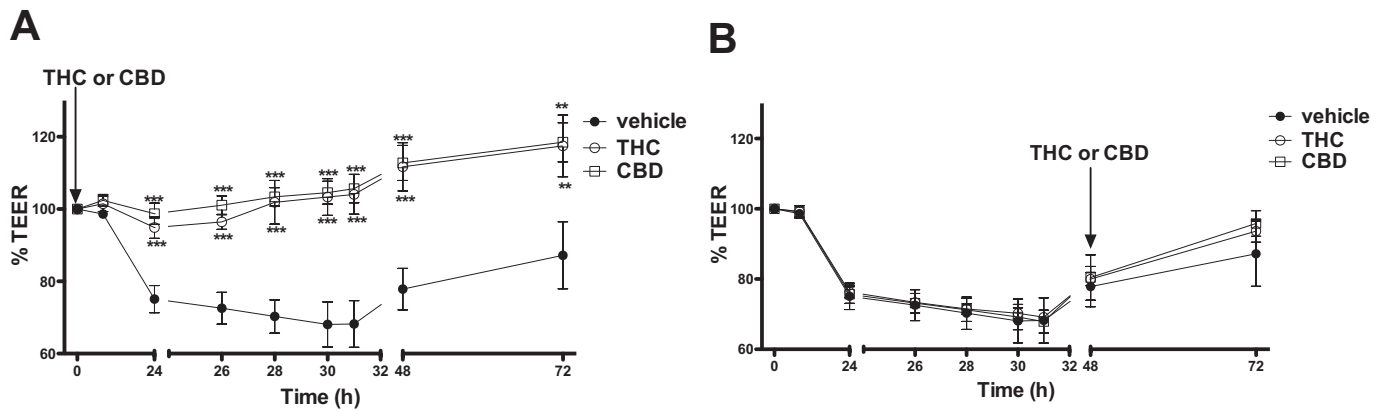 A
THC or CBD
% TEER
120
100
80
60
**
***
***
*** *** *** ***
*** *** *** ***
***
**
0 24 26 28 30 32 48 72
Time (h)
vehicle
THC
CBD
B
THC or CBD
% TEER
120
100
80
60
0 24 26 28 30 32 48 72
Time (h)
vehicle
THC
CBD